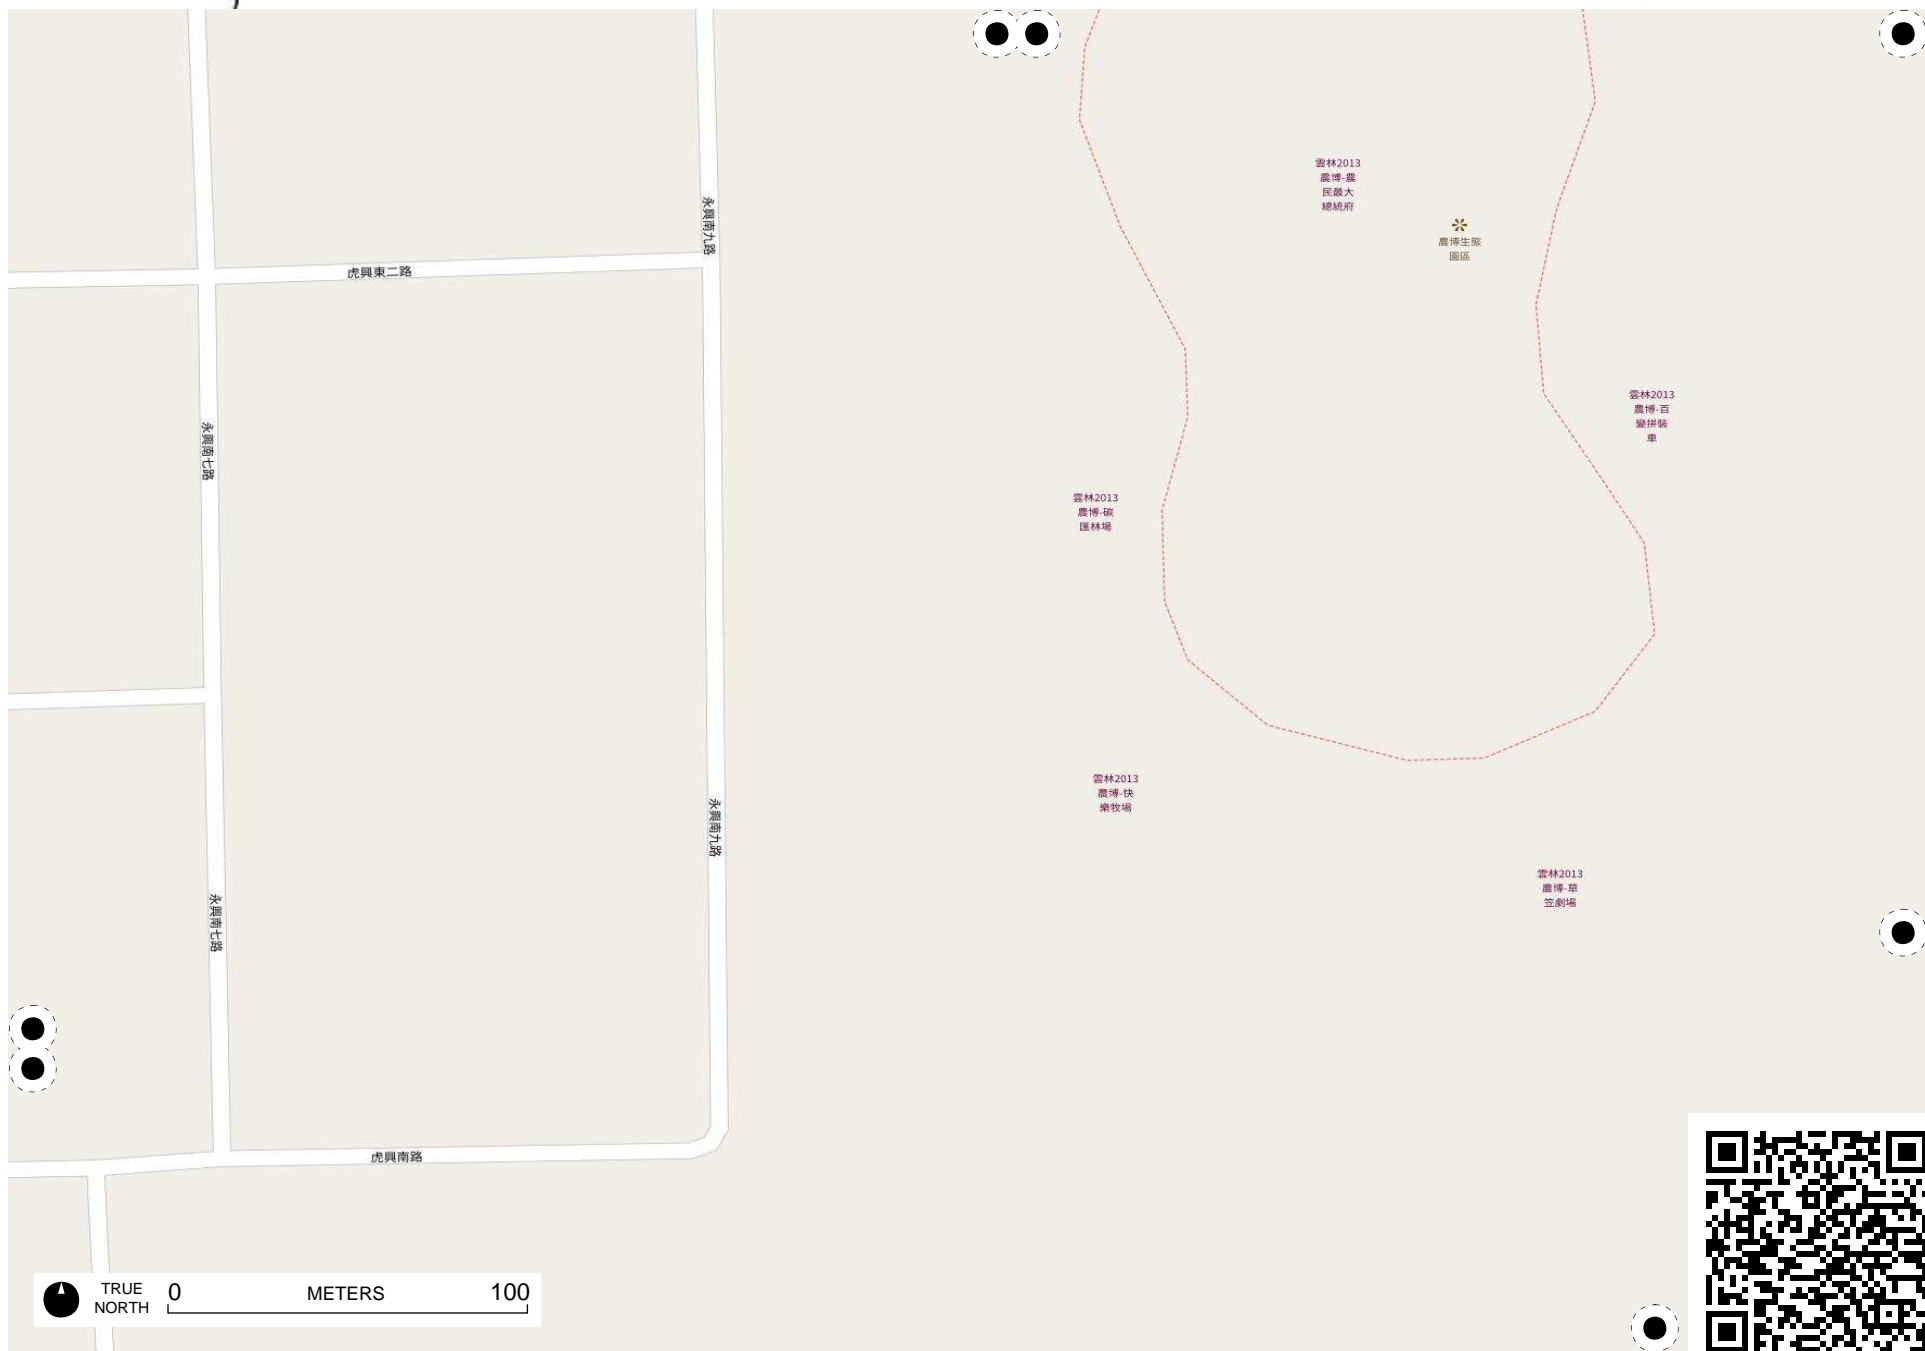 雲林2013
農博-農
民最大
總統府
永興南九路
農博生態
園區
虎興東二路
雲林2013
農博-百
變拼裝
車
永興南七路
雲林2013
農博-碳
匯林場
雲林2013
農博-快
樂牧場
永興南九路
雲林2013
農博-草
笠劇場
永興南七路
虎興南路
TRUE
NORTH
0 METERS 100